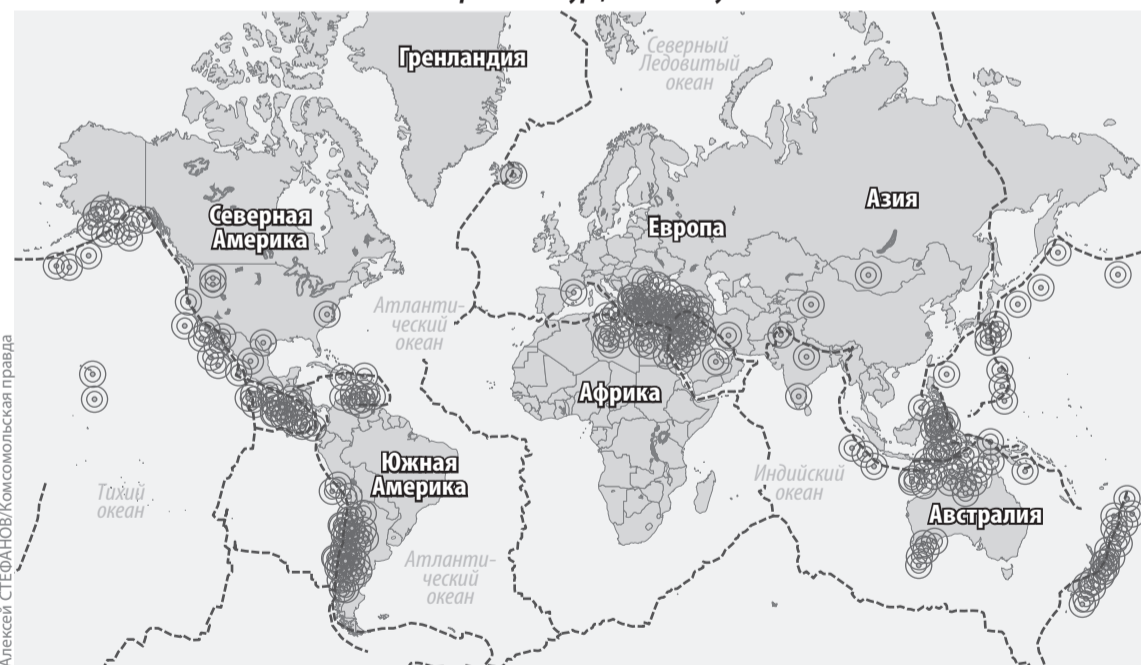 Гренландия
Северный
Ледовитый
океан
Северная
Америка
Европа
Азия
Атланти-
ческий
океан
Африка
Южная
Америка
Индийский
океан
Тихий
океан
Австралия
Атланти-
ческий
океан
Алексей СТЕФАНОВ/Комсомольская правда